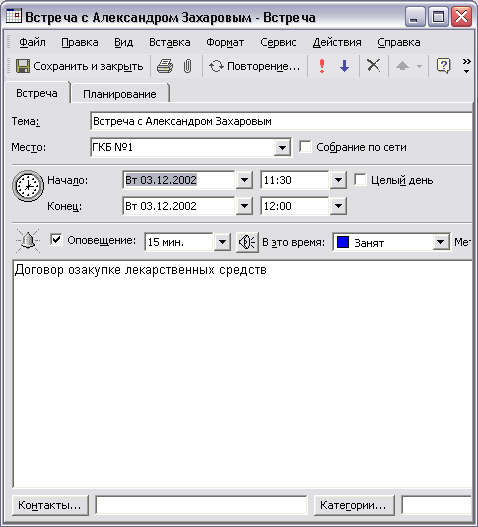 Встреча с Александром Захаровым - Встреча
Файл Правка Вид Вставка Формат Сервис Действия Справка
Сохранить и закрыть Повторение... ! ? »
Встреча Планирование
Тема: Встреча с Александром Захаровым
Место: ГКБ №1 Собрание по сети
Начало: Вт 03.12.2002 11:30 Целый день
Конец: Вт 03.12.2002 12:00
Оповещение: 15 мин. В это время: Занят Мет
Договор озакупке лекарственных средств
Контакты... Категории...